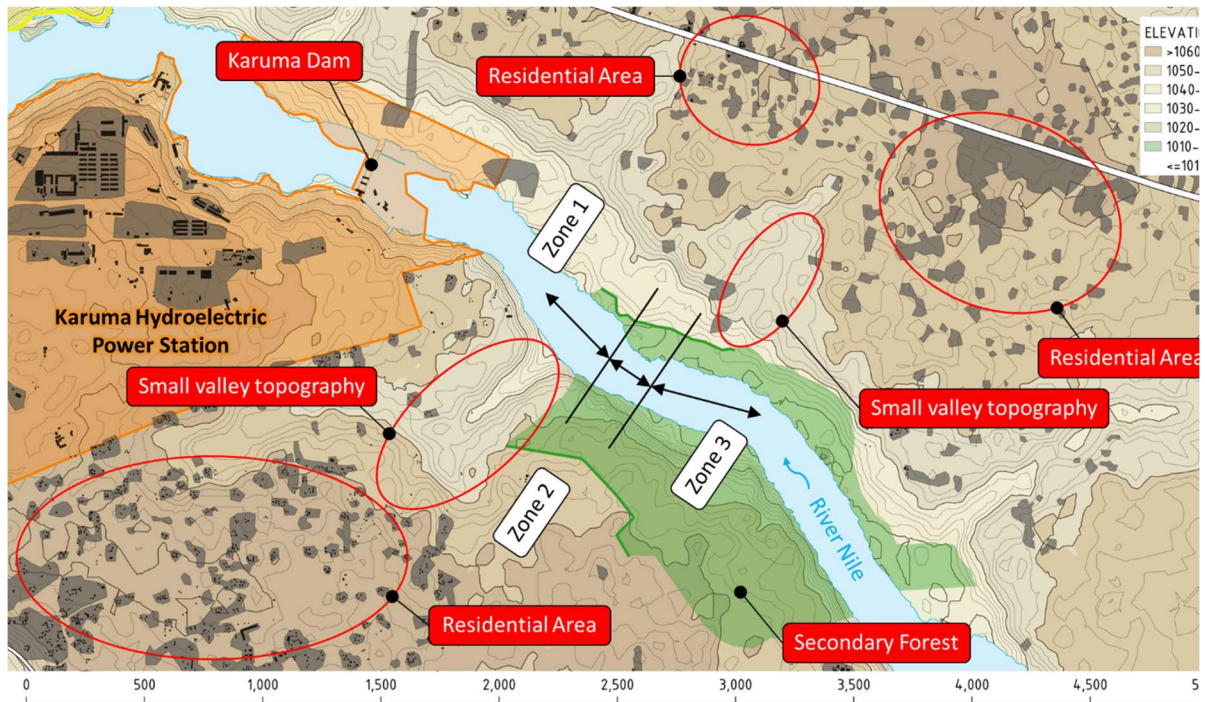 ELEVATI
>1060
1050-
1040-
1030-
1020-
1010-
<=101
Karuma Dam
Residential Area
Zone 1
Karuma Hydroelectric
Power Station
Residential Area
Small valley topography
Small valley topography
Zone 3
Zone 2
River Nile
Residential Area
Secondary Forest
0 500 1,000 1,500 2,000 2,500 3,000 3,500 4,000 4,500 5